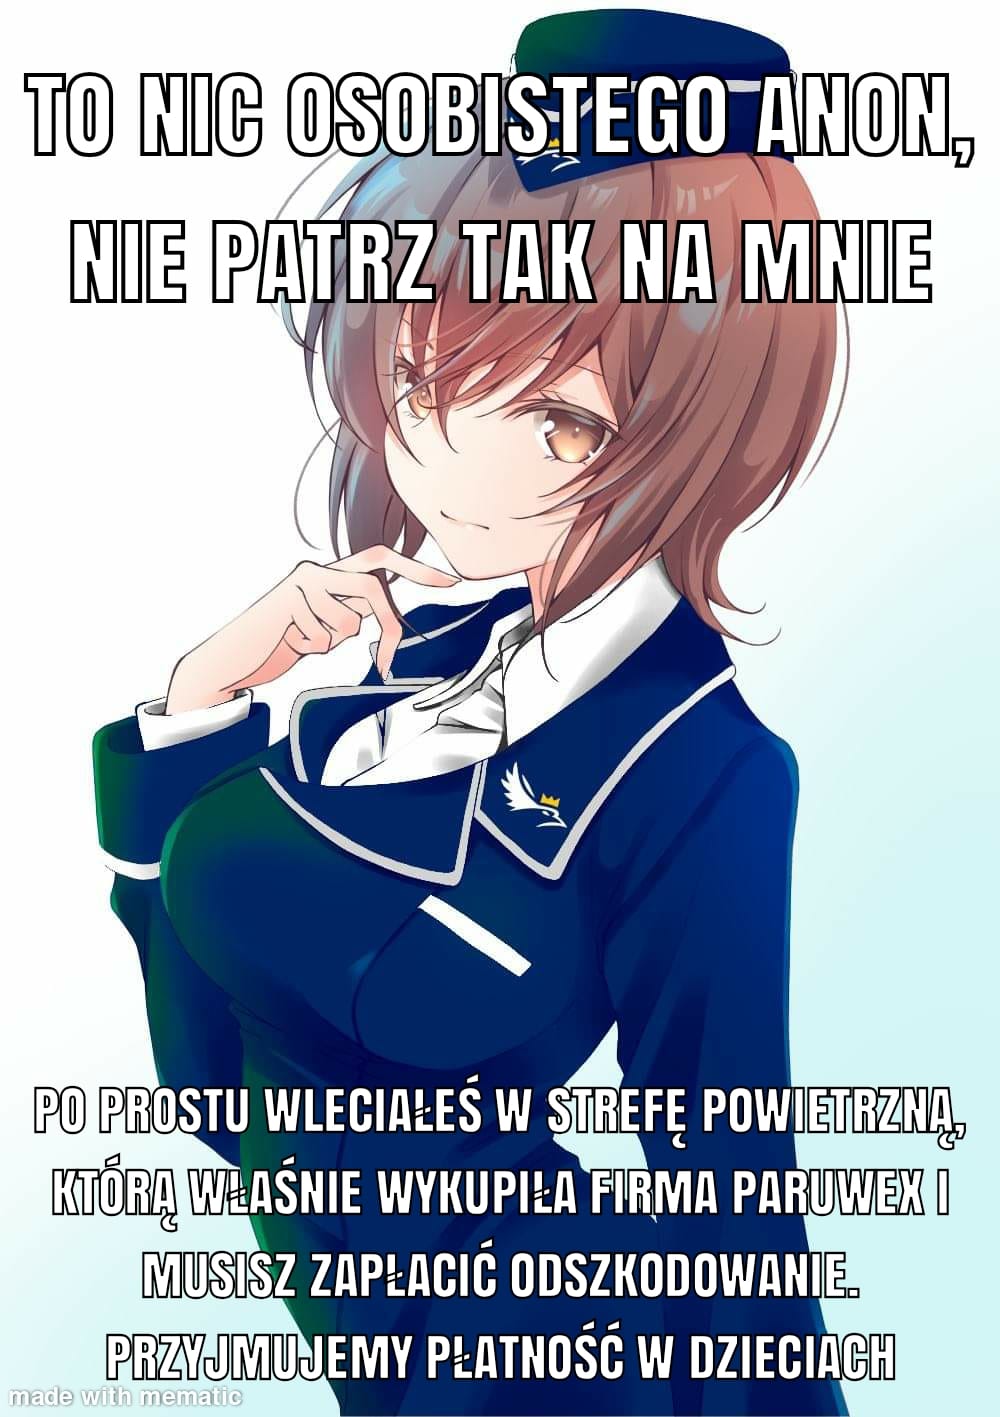 TO NIC OSOBISTEGO ANON,
NIE PATRZ TAK NA MNIE
PO PROSTU WLECIAŁEŚ W STREFĘ POWIETRZNĄ,
KTÓRĄ WŁAŚNIE WYKUPIŁA FIRMA PARUWEX I
MUSISZ ZAPŁACIĆ ODSZKODOWANIE.
PRZYJMUJEMY PŁATNOŚĆ W DZIECIACH
made with mematic